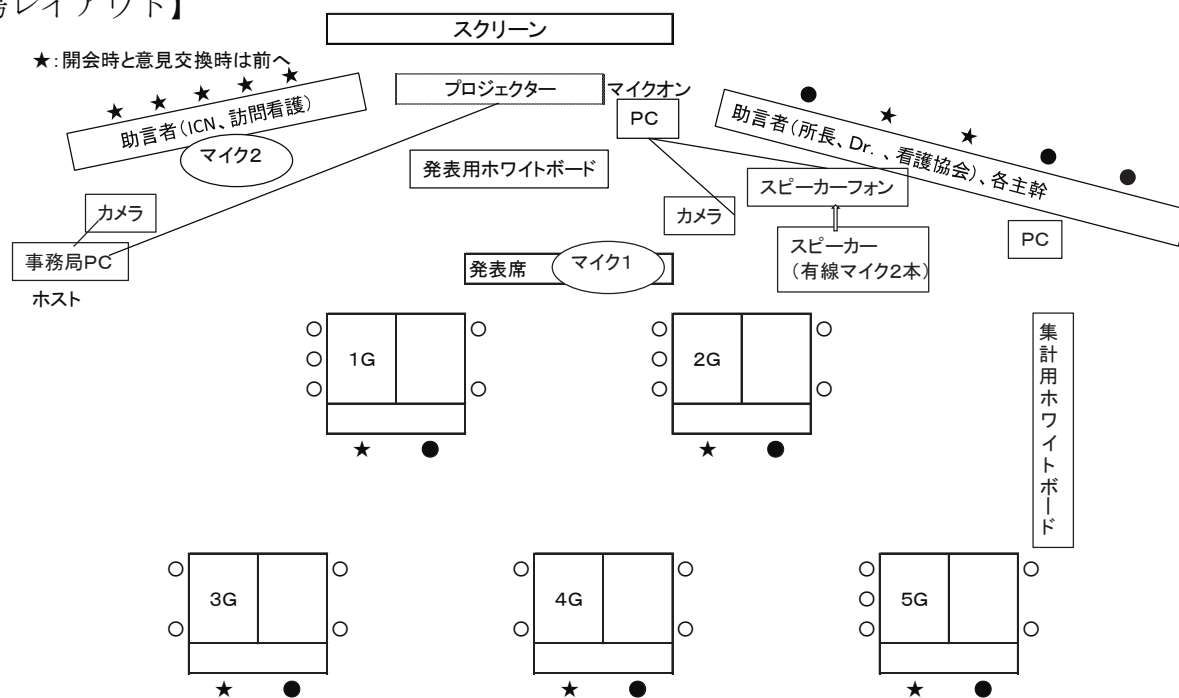 場レイアウト】
スクリーン
★:開会時と意見交換時は前へ
プロジェクター
マイクオン
PC
助言者(ICN、訪問看護)
マイク2
助言者(所長、Dr.、看護協会)、各主幹
発表用ホワイトボード
スピーカーフォン
カメラ
カメラ
PC
スピーカー
(有線マイク2本)
事務局PC
ホスト
発表席
マイク1
1G
2G
集計用ホワイトボード
3G
4G
5G